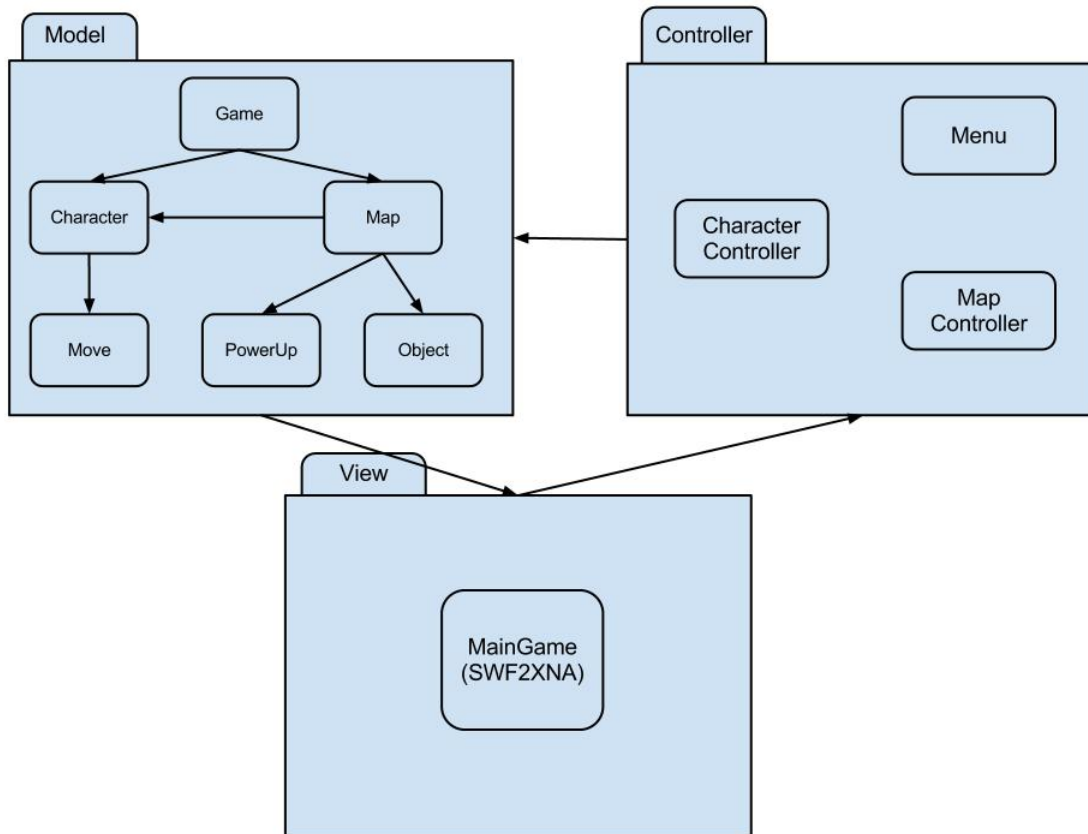 Model
Game
Character
Map
Move
PowerUp
Object
Controller
Menu
Character
Controller
Map
Controller
View
MainGame
(SWF2XNA)